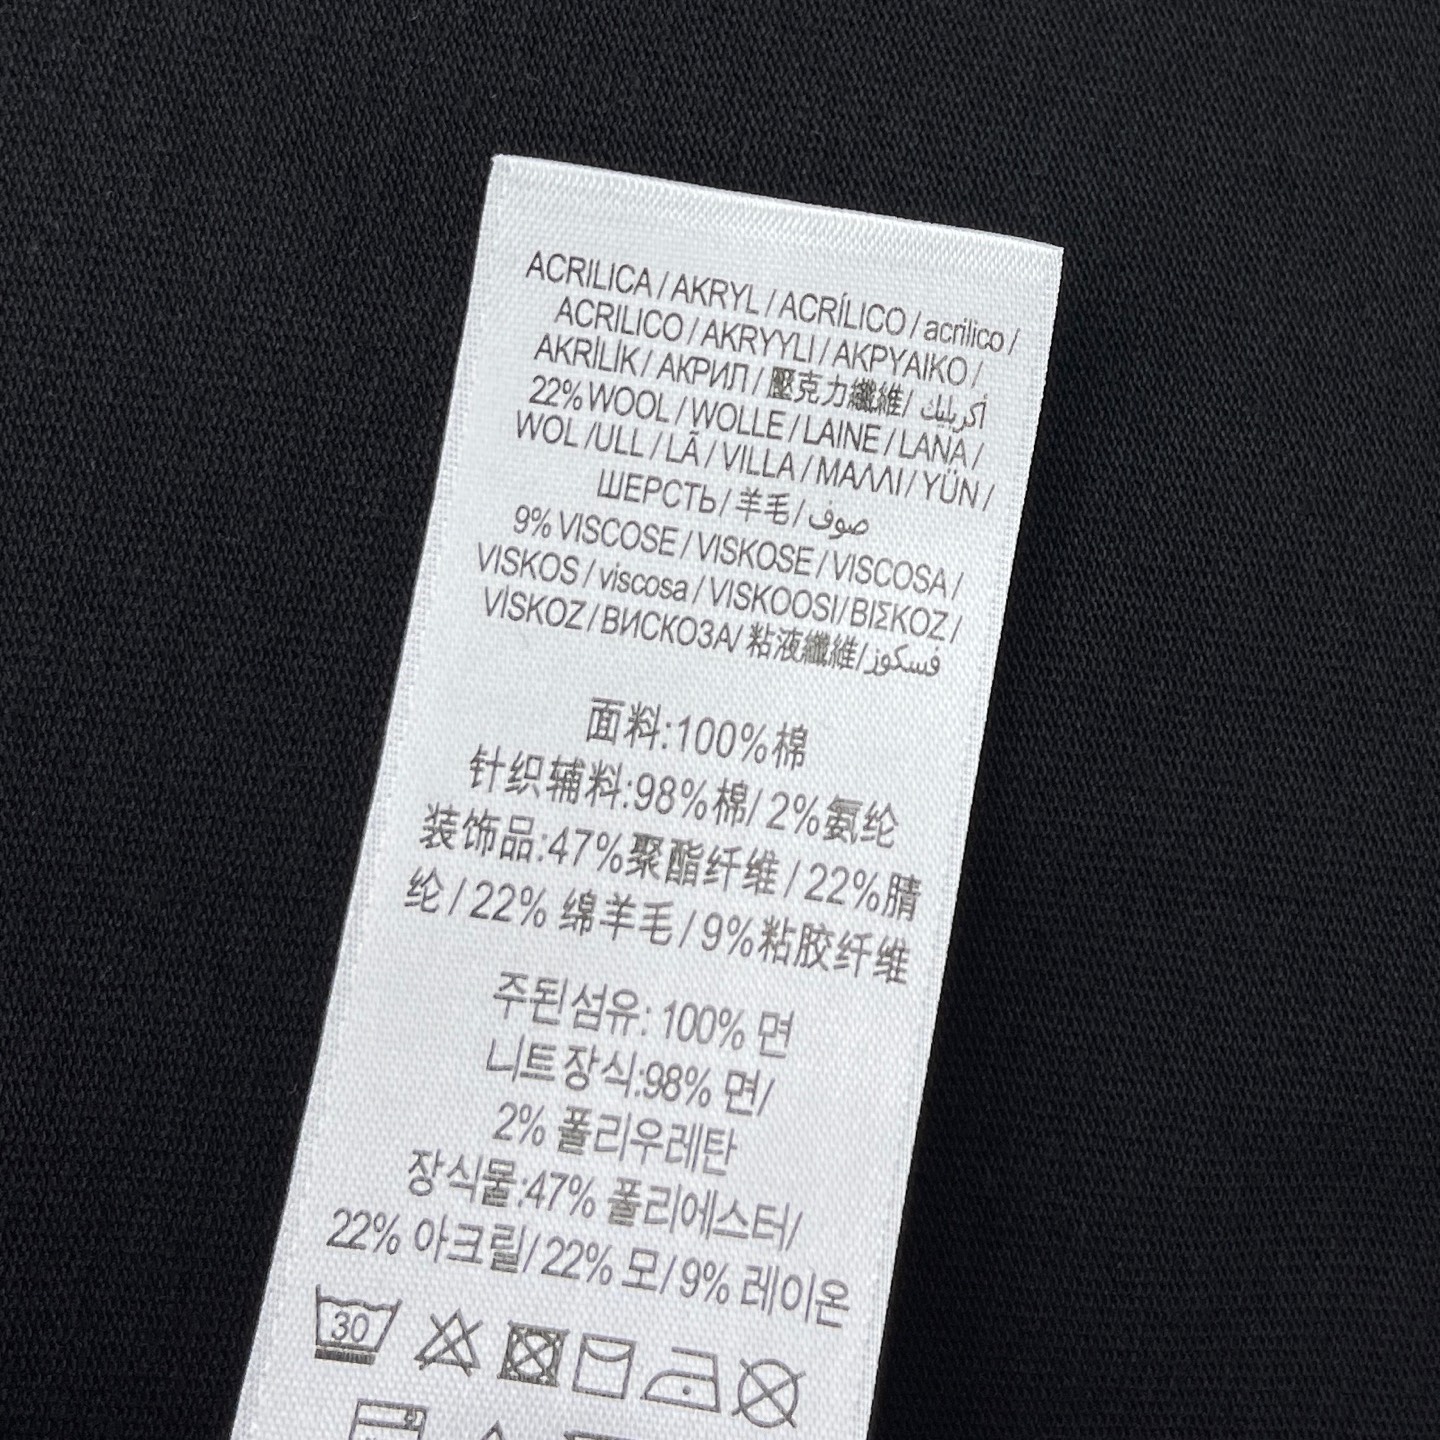 ACRILICA / AKRYL / ACRÍLICO / acrilico /
ACRILICO / AKRYYLI / AKPYAIKO /
AKRİLİK / АКРИЛ / 壓克力纖維 / أكريليك
22% WOOL / WOLLE / LAINE / LANA /
WOL /ULL / LÃ / VILLA / ΜΑΛΛΙ / YÜN /
ШЕРСТЬ / 羊毛 / صوف
9% VISCOSE / VISKOSE / VISCOSA /
VISKOS / viscosa / VISKOOSI / ΒΙΣΚΟΖ /
VİSKOZ / ВИСКОЗА/ 粘液纖維/ فسكوز
面料:100%棉
针织辅料:98%棉/ 2%氨纶
装饰品:47%聚酯纤维 / 22%腈
纶 / 22% 绵羊毛 / 9%粘胶纤维
주된섬유: 100% 면
니트장식:98% 면/
2% 폴리우레탄
장식물:47% 폴리에스터/
22% 아크릴/ 22% 모/ 9% 레이온
30